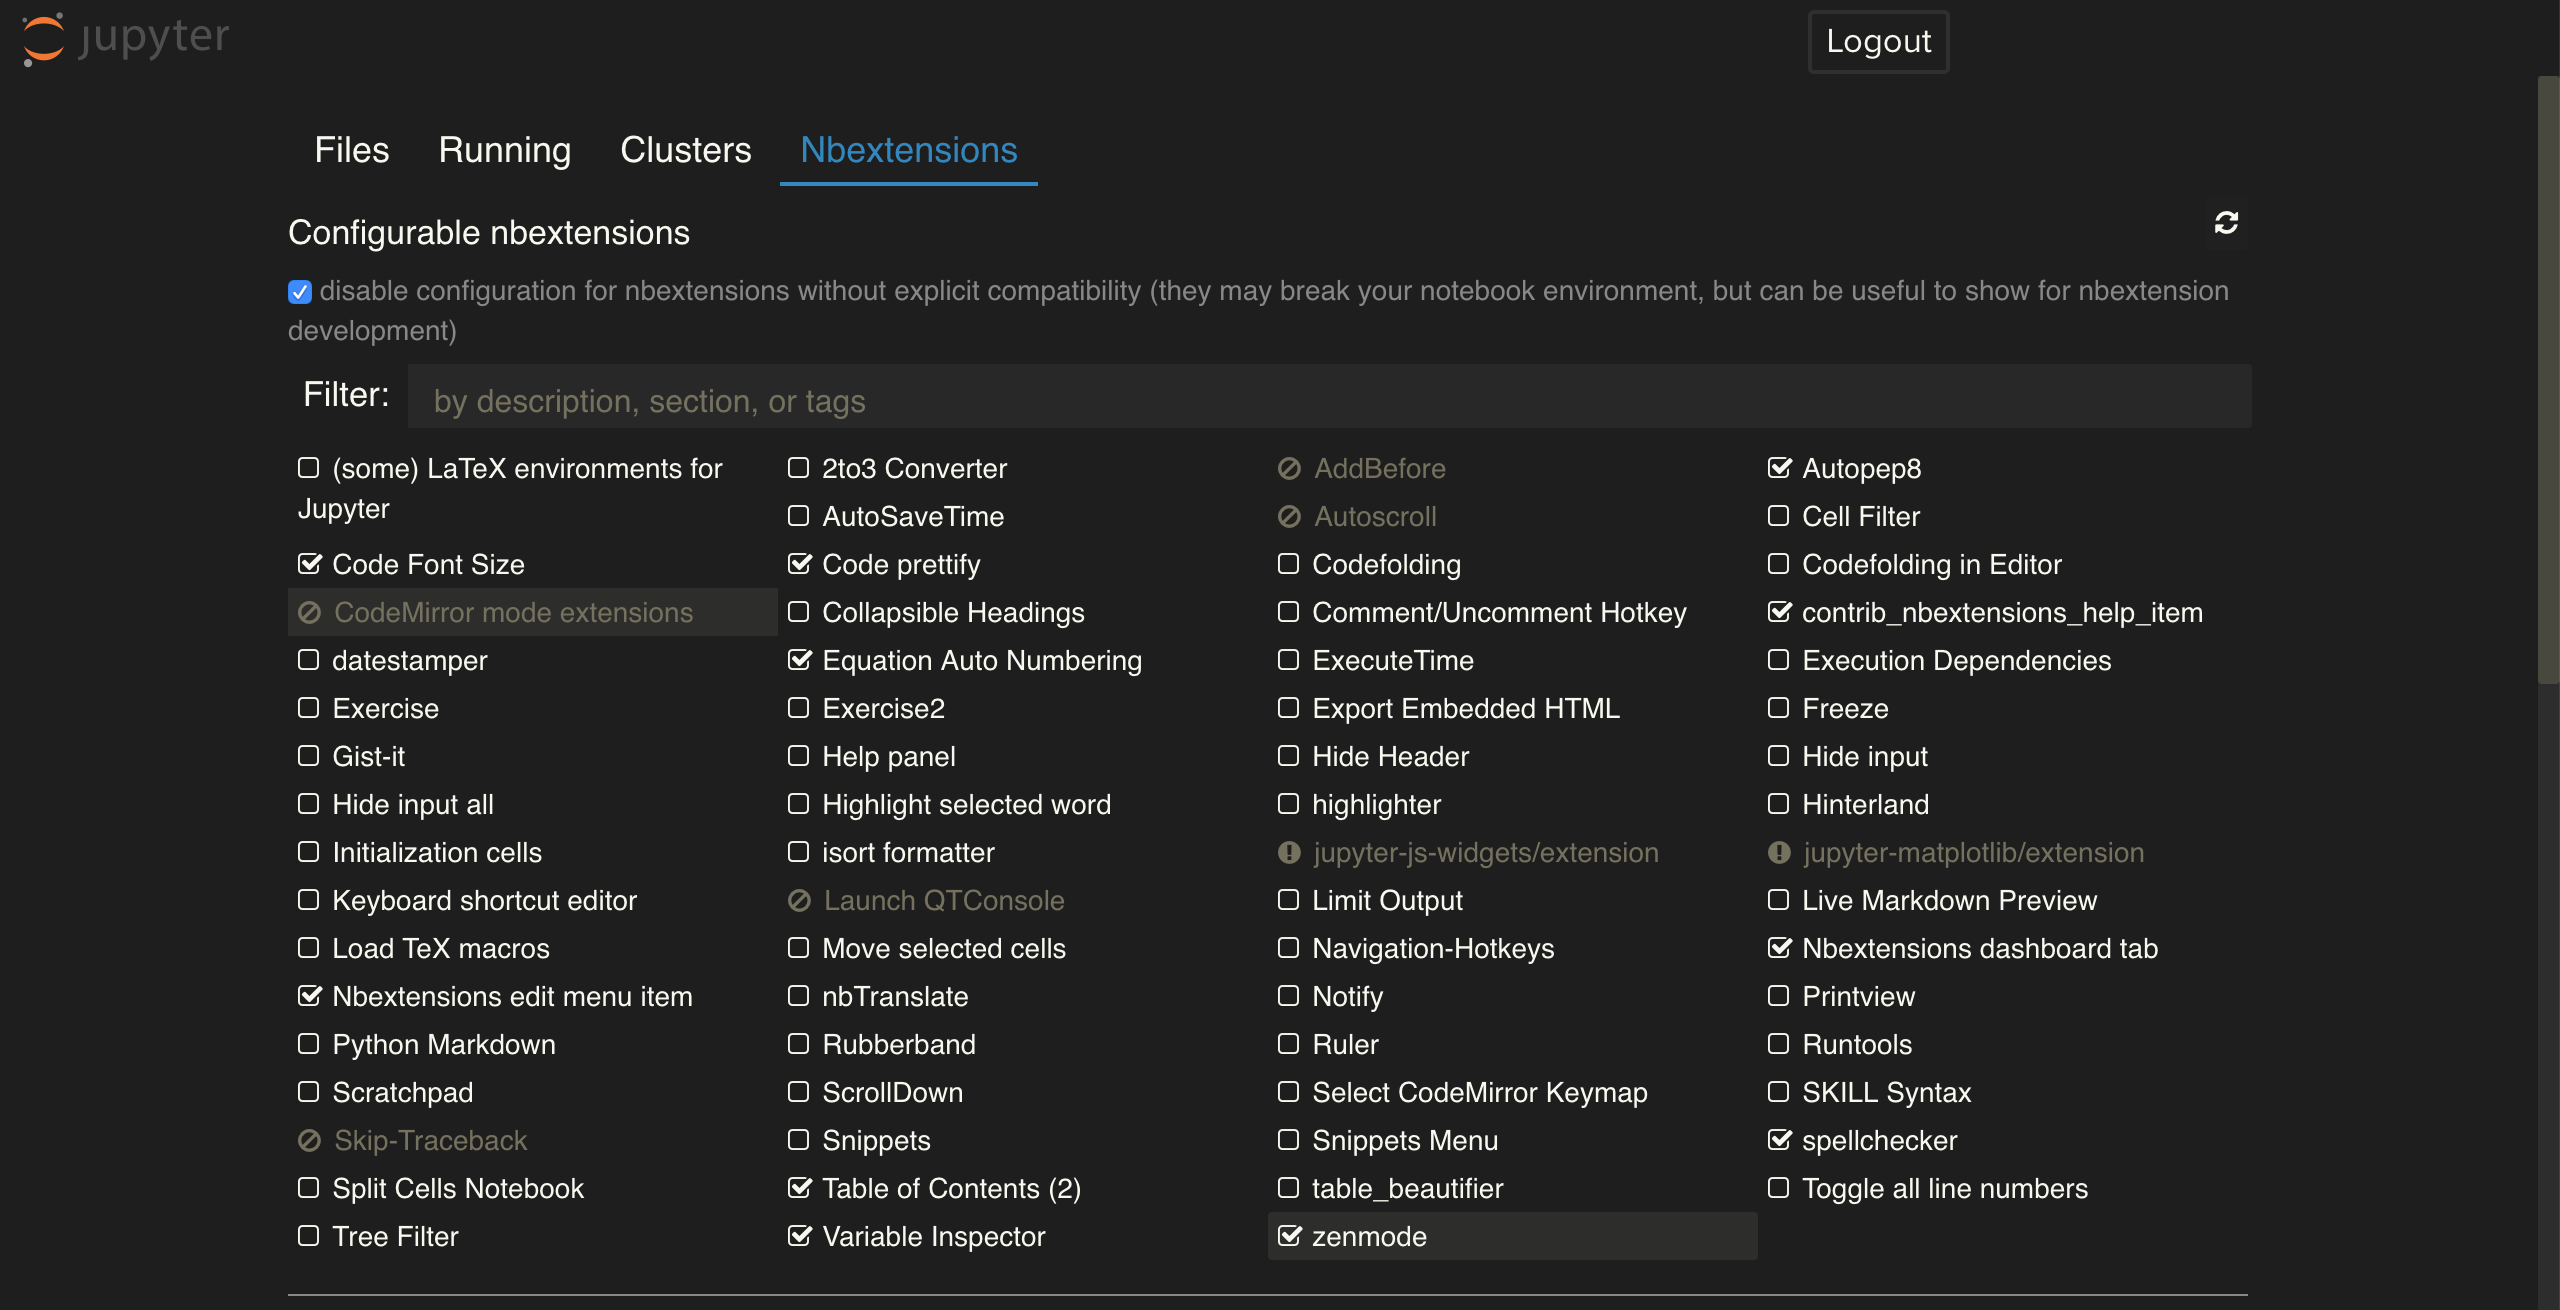 jupyter
Logout
Files Running Clusters Nbextensions
Configurable nbextensions
disable configuration for nbextensions without explicit compatibility (they may break your notebook environment, but can be useful to show for nbextension
development)
Filter: by description, section, or tags
(some) LaTeX environments for
Jupyter
2to3 Converter
AddBefore
Autopep8
AutoSaveTime
Autoscroll
Cell Filter
Code Font Size
Code prettify
Codefolding
Codefolding in Editor
CodeMirror mode extensions
Collapsible Headings
Comment/Uncomment Hotkey
contrib_nbextensions_help_item
datestamper
Equation Auto Numbering
ExecuteTime
Execution Dependencies
Exercise
Exercise2
Export Embedded HTML
Freeze
Gist-it
Help panel
Hide Header
Hide input
Hide input all
Highlight selected word
highlighter
Hinterland
Initialization cells
isort formatter
jupyter-js-widgets/extension
jupyter-matplotlib/extension
Keyboard shortcut editor
Launch QTConsole
Limit Output
Live Markdown Preview
Load TeX macros
Move selected cells
Navigation-Hotkeys
Nbextensions dashboard tab
Nbextensions edit menu item
nbTranslate
Notify
Printview
Python Markdown
Rubberband
Ruler
Runtools
Scratchpad
ScrollDown
Select CodeMirror Keymap
SKILL Syntax
Skip-Traceback
Snippets
Snippets Menu
spellchecker
Split Cells Notebook
Table of Contents (2)
table_beautifier
Toggle all line numbers
Tree Filter
Variable Inspector
zenmode